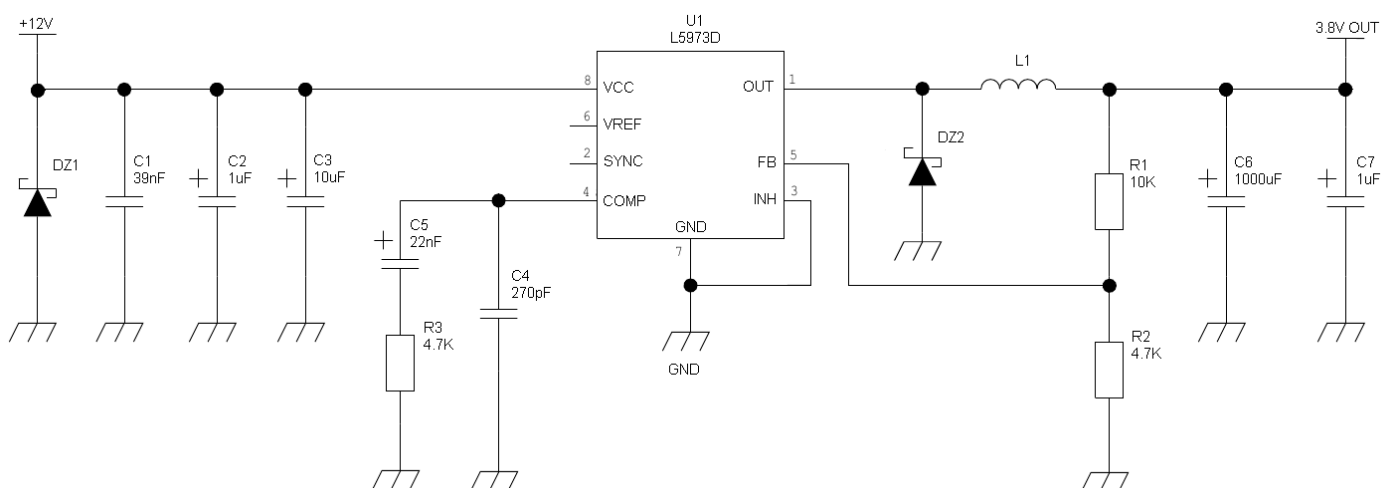 +12V
U1
L5973D
3.8V OUT
8
VCC
OUT
1
L1
6
VREF
2
SYNC
FB
5
4
COMP
INH
3
GND
7
GND
DZ1
C1
39nF
C2
1uF
C3
10uF
C5
22nF
R3
4.7K
C4
270pF
DZ2
R1
10K
C6
1000uF
C7
1uF
R2
4.7K